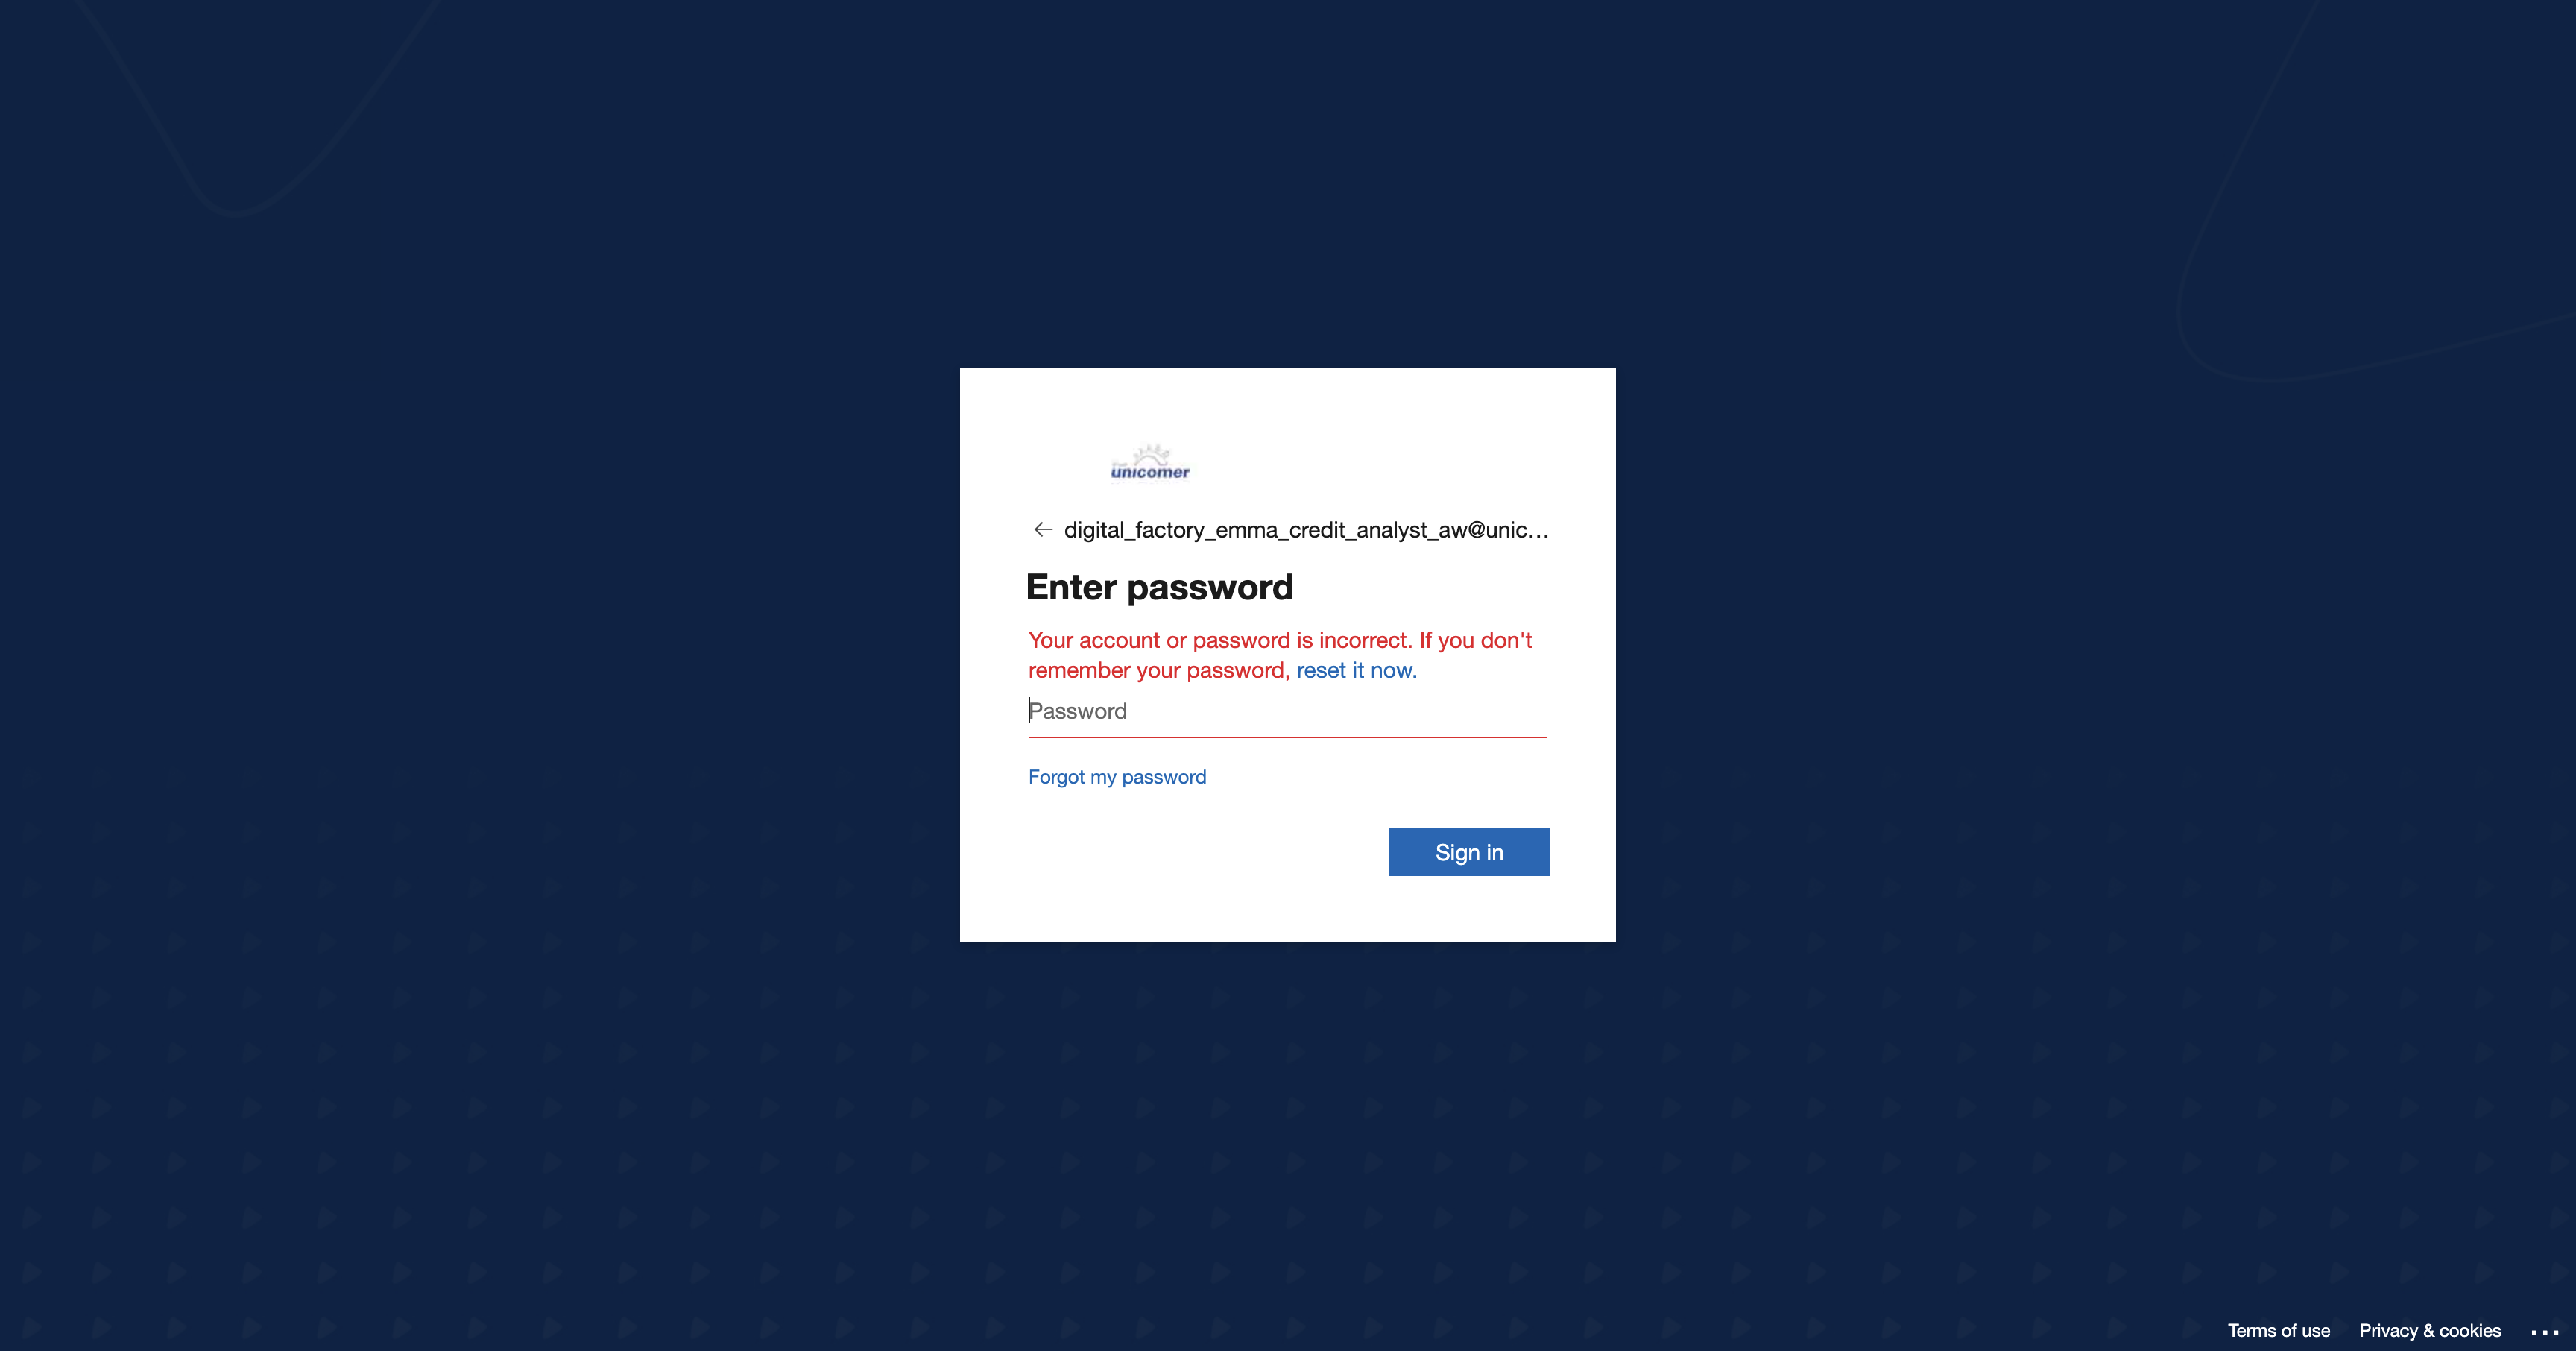 unicomer
digital_factory_emma_credit_analyst_aw@unic...
Enter password
Your account or password is incorrect. If you don't
remember your password, reset it now.
Password
Forgot my password
Sign in
Terms of use Privacy & cookies ...